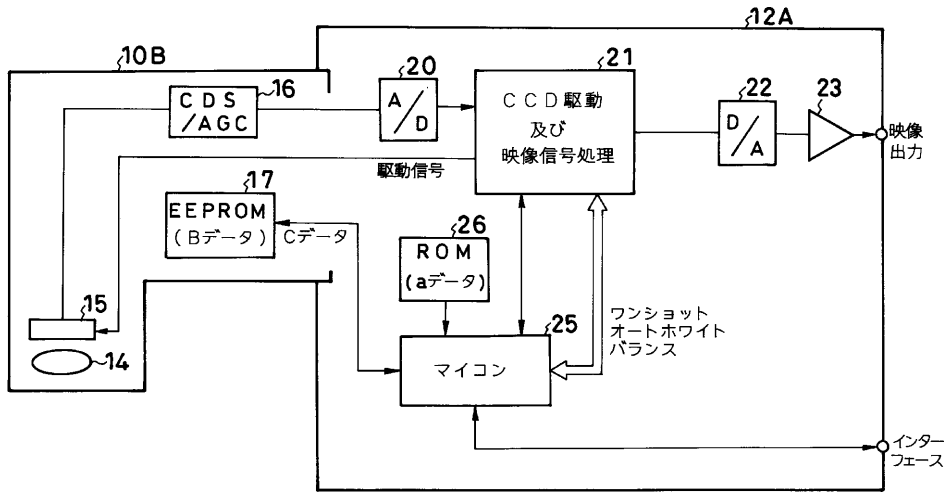 12A
10B
CDS
/AGC
16
20
A/D
21
CCD駆動
及び
映像信号処理
22
D/A
23
映像
出力
駆動信号
17
EEPROM
(Bデータ)
Cデータ
26
ROM
(aデータ)
15
14
25
マイコン
ワンショット
オートホワイト
バランス
インター
フェース